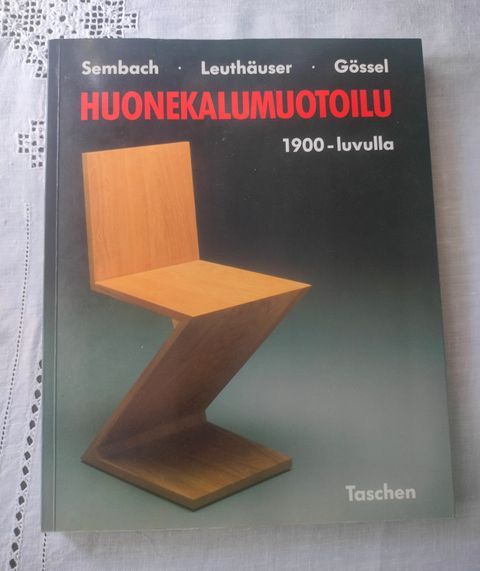 Sembach · Leuthäuser · Gössel
HUONEKALUMUOTOILU
1900-luvulla
Taschen